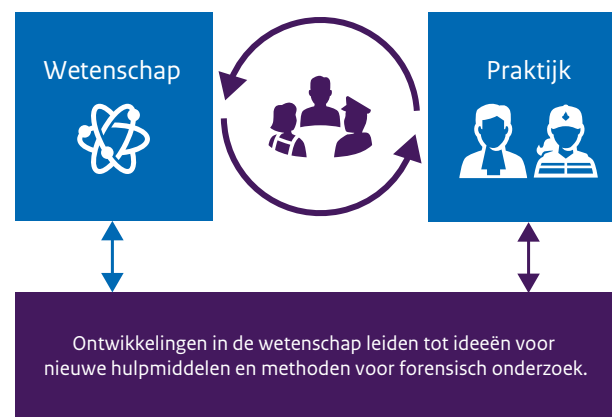 Wetenschap
Praktijk
Ontwikkelingen in de wetenschap leiden tot ideeën voor
nieuwe hulpmiddelen en methoden voor forensisch onderzoek.